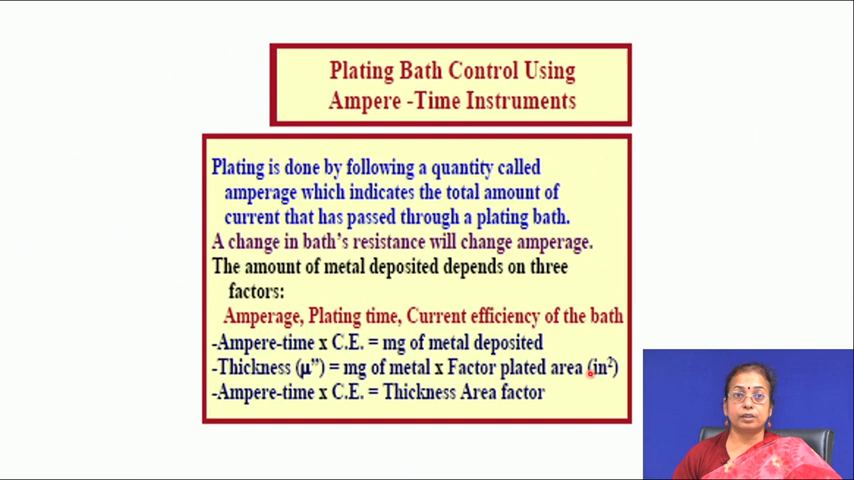 Plating Bath Control Using
Ampere -Time Instruments
Plating is done by following a quantity called
amperage which indicates the total amount of
current that has passed through a plating bath.
A change in bath's resistance will change amperage.
The amount of metal deposited depends on three
factors:
Amperage, Plating time, Current efficiency of the bath
-Ampere-time x C.E. = mg of metal deposited
-Thickness (μ”) = mg of metal x Factor plated area (in²)
-Ampere-time x C.E. = Thickness Area factor